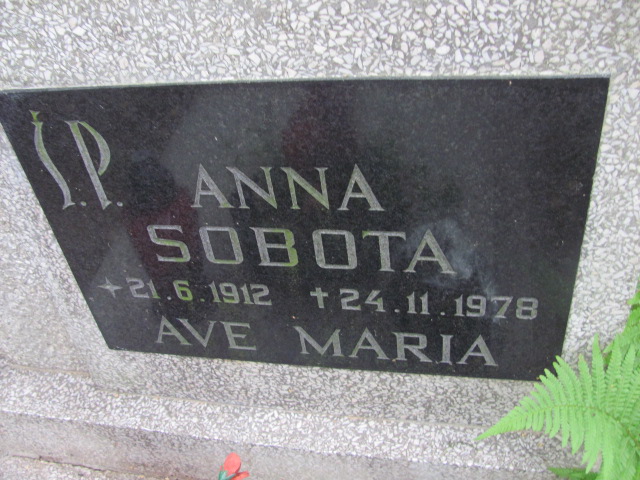 Ś.P. ANNA
SOBOTA
21.6.1912 †24.11.1978
AVE MARIA